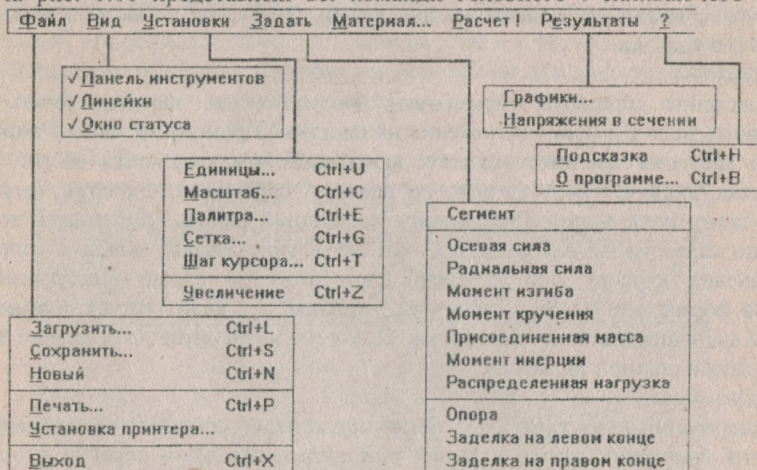 Файл Вид Установки Задать Материал... Расчет! Результаты ?
✓ Панель инструментов
✓ Линейки
✓ Окно статуса
Графики...
Напряжения в сечении
Подсказка Ctrl+H
О программе... Ctrl+B
Единицы... Ctrl+U
Масштаб... Ctrl+C
Палитра... Ctrl+E
Сетка... Ctrl+G
Шаг курсора... Ctrl+T
Увеличение Ctrl+Z
Сегмент
Осевая сила
Радиальная сила
Момент изгиба
Момент кручения
Присоединенная масса
Момент инерции
Распределенная нагрузка
Опора
Заделка на левом конце
Заделка на правом конце
Загрузить... Ctrl+L
Сохранить... Ctrl+S
Новый Ctrl+N
Печать... Ctrl+P
Установка принтера...
Выход Ctrl+X